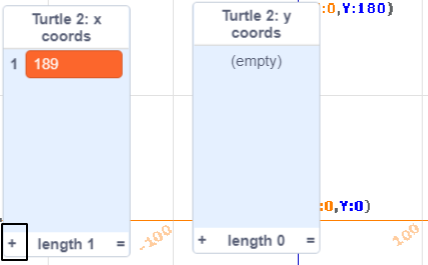 Turtle 2: x
coords
1 189
+ length 1 =
Turtle 2: y
coords
(empty)
+ length 0 =
:0,Y:180)
:0,Y:0)
-100
100